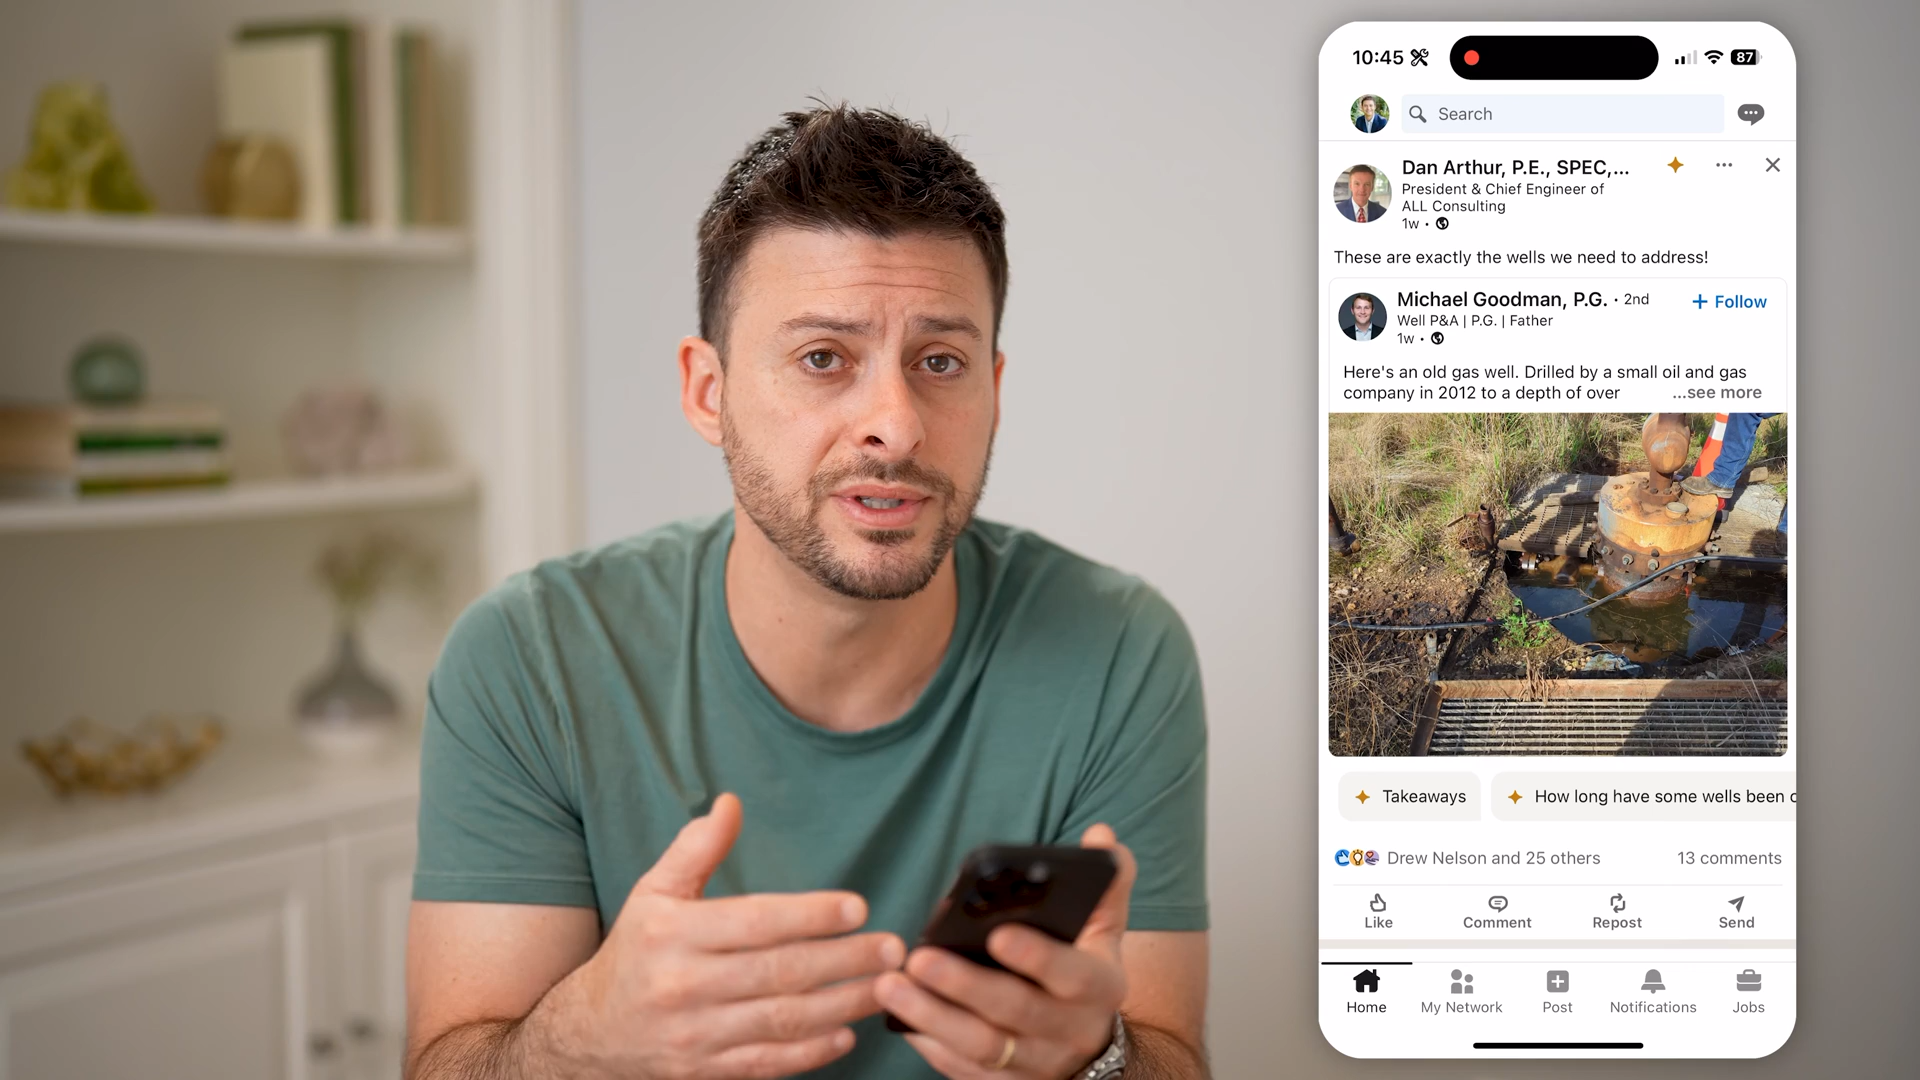 10:45
87
Search
Dan Arthur, P.E., SPEC,...
President & Chief Engineer of
ALL Consulting
1w •
These are exactly the wells we need to address!
Michael Goodman, P.G. • 2nd
+ Follow
Well P&A | P.G. | Father
1w •
Here's an old gas well. Drilled by a small oil and gas
company in 2012 to a depth of over ...see more
Takeaways
How long have some wells been
Drew Nelson and 25 others
13 comments
Like
Comment
Repost
Send
Home
My Network
Post
Notifications
Jobs